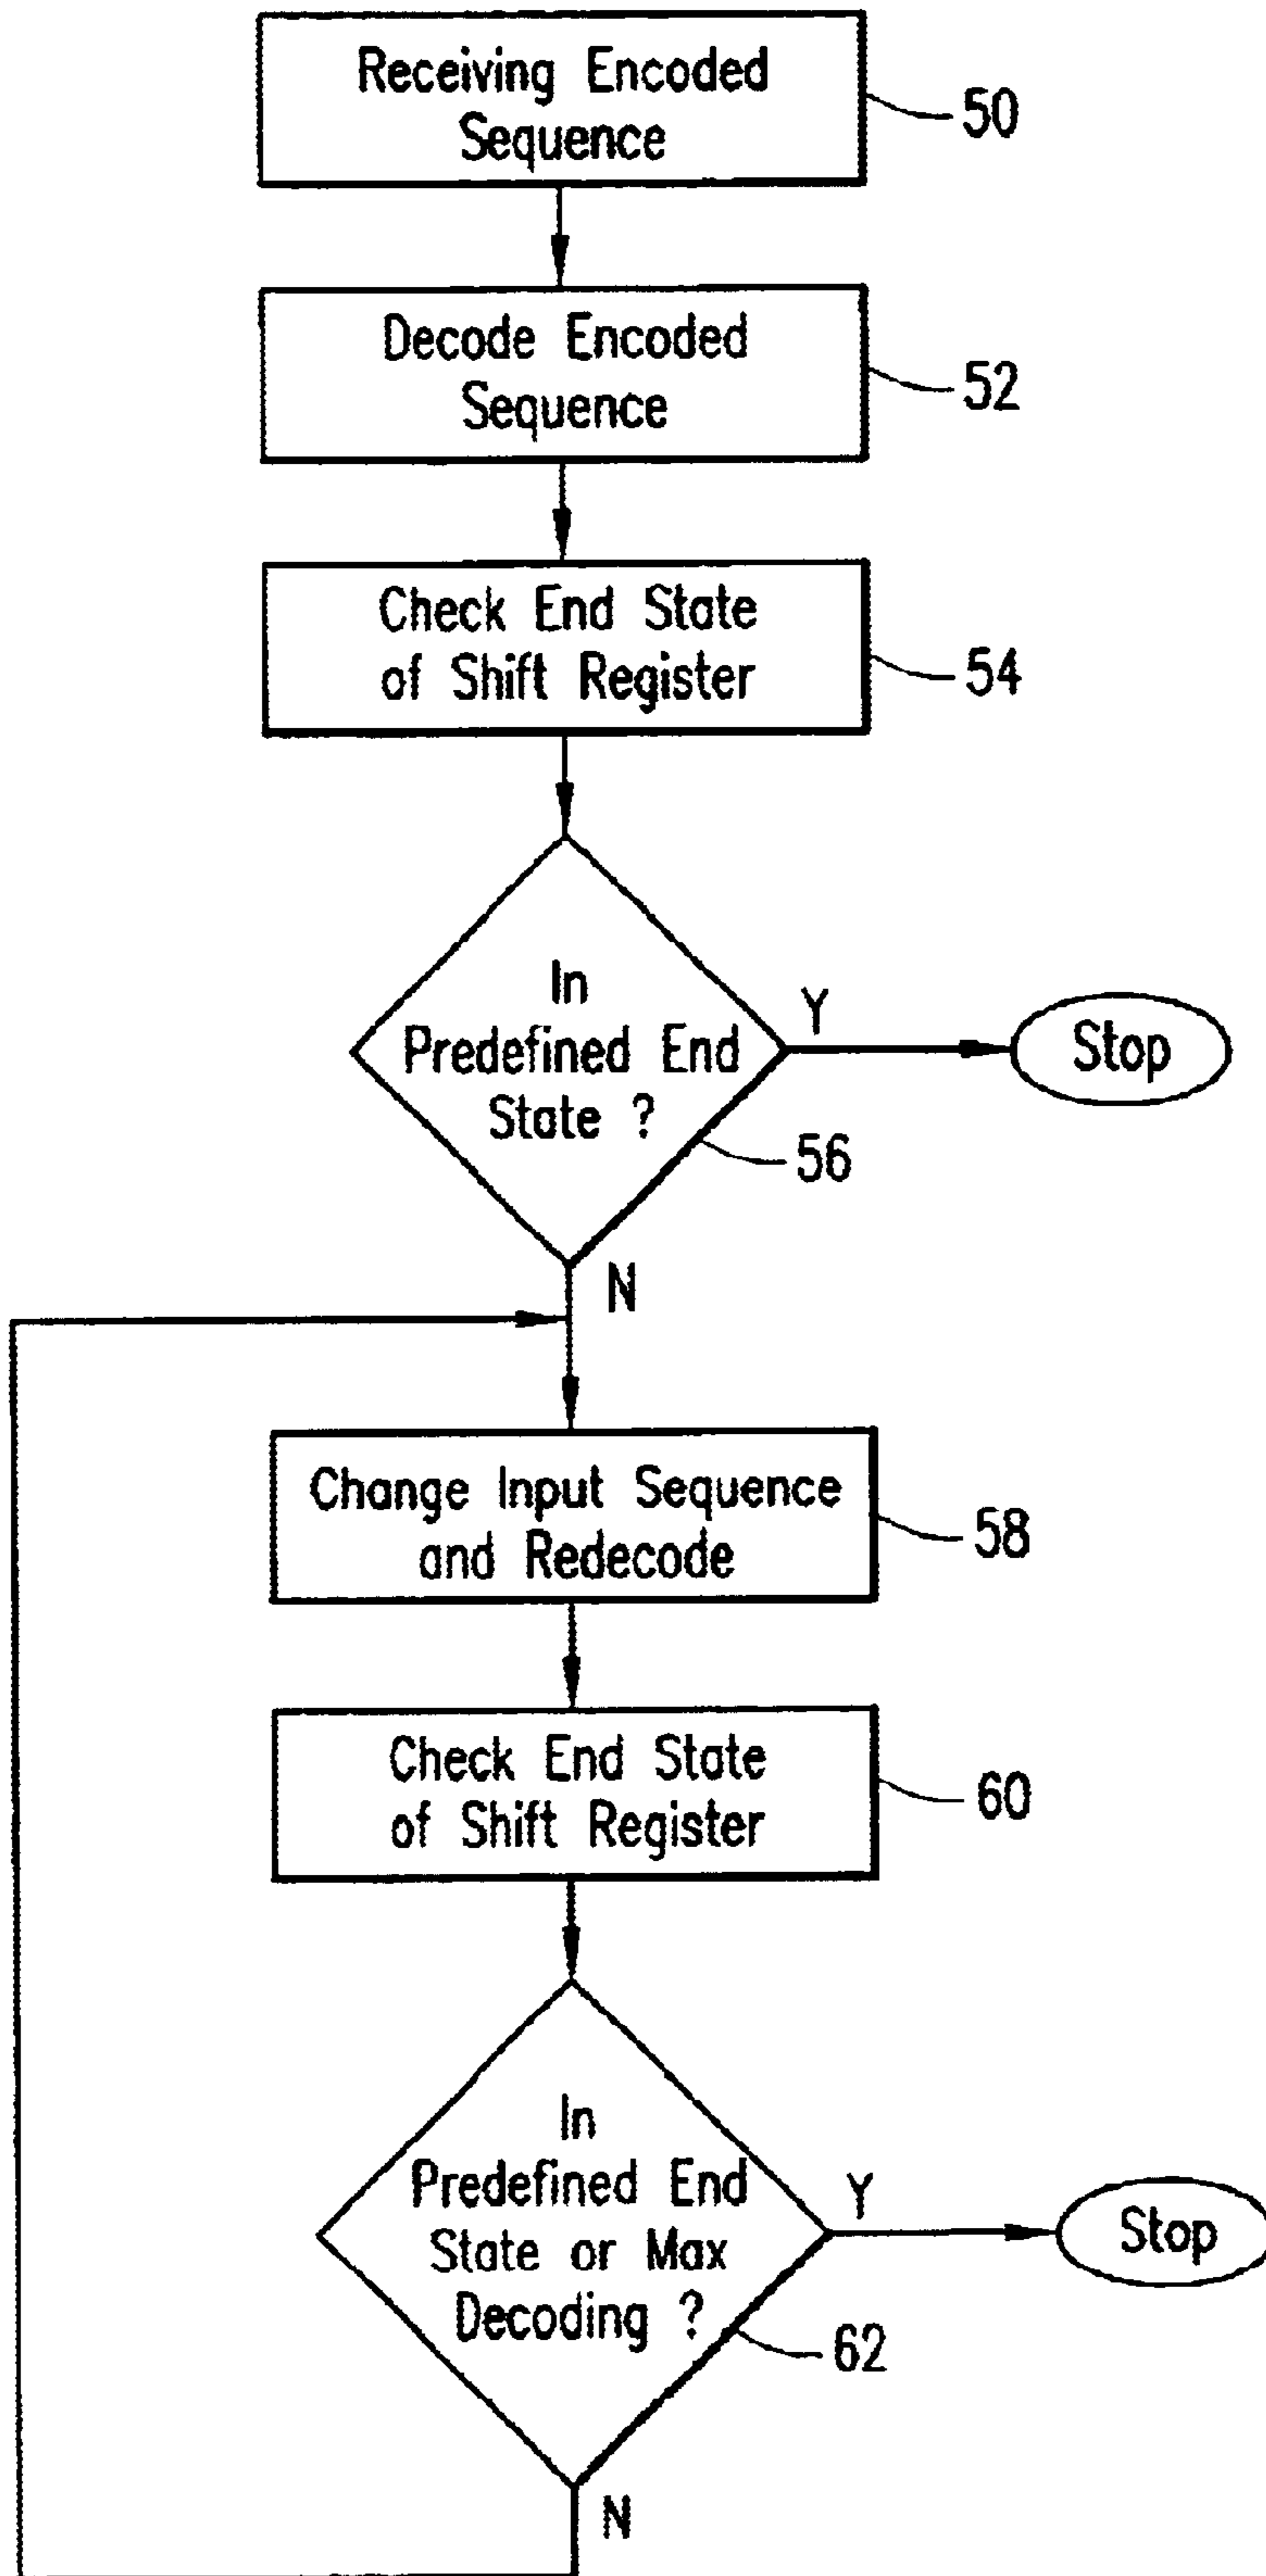 Receiving Encoded
Sequence
50
Decode Encoded
Sequence
52
Check End State
of Shift Register
54
In
Predefined End
State ?
Y
Stop
56
N
Change Input Sequence
and Redecode
58
Check End State
of Shift Register
60
In
Predefined End
State or Max
Decoding ?
Y
Stop
62
N